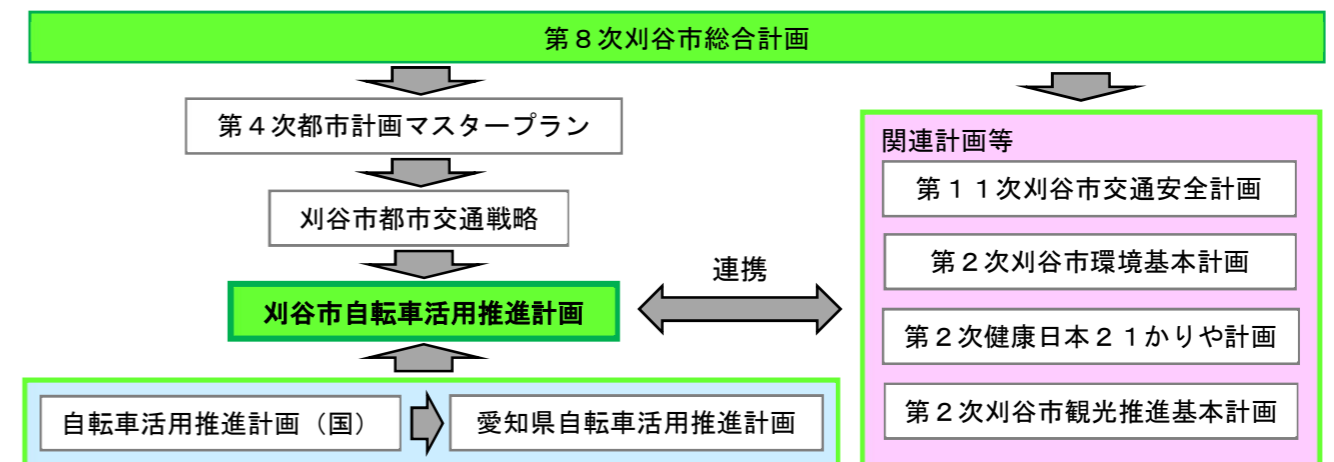 第８次刈谷市総合計画
第４次都市計画マスタープラン
刈谷市都市交通戦略
刈谷市自転車活用推進計画
連携
自転車活用推進計画（国）
愛知県自転車活用推進計画
関連計画等
第１１次刈谷市交通安全計画
第２次刈谷市環境基本計画
第２次健康日本２１かりや計画
第２次刈谷市観光推進基本計画